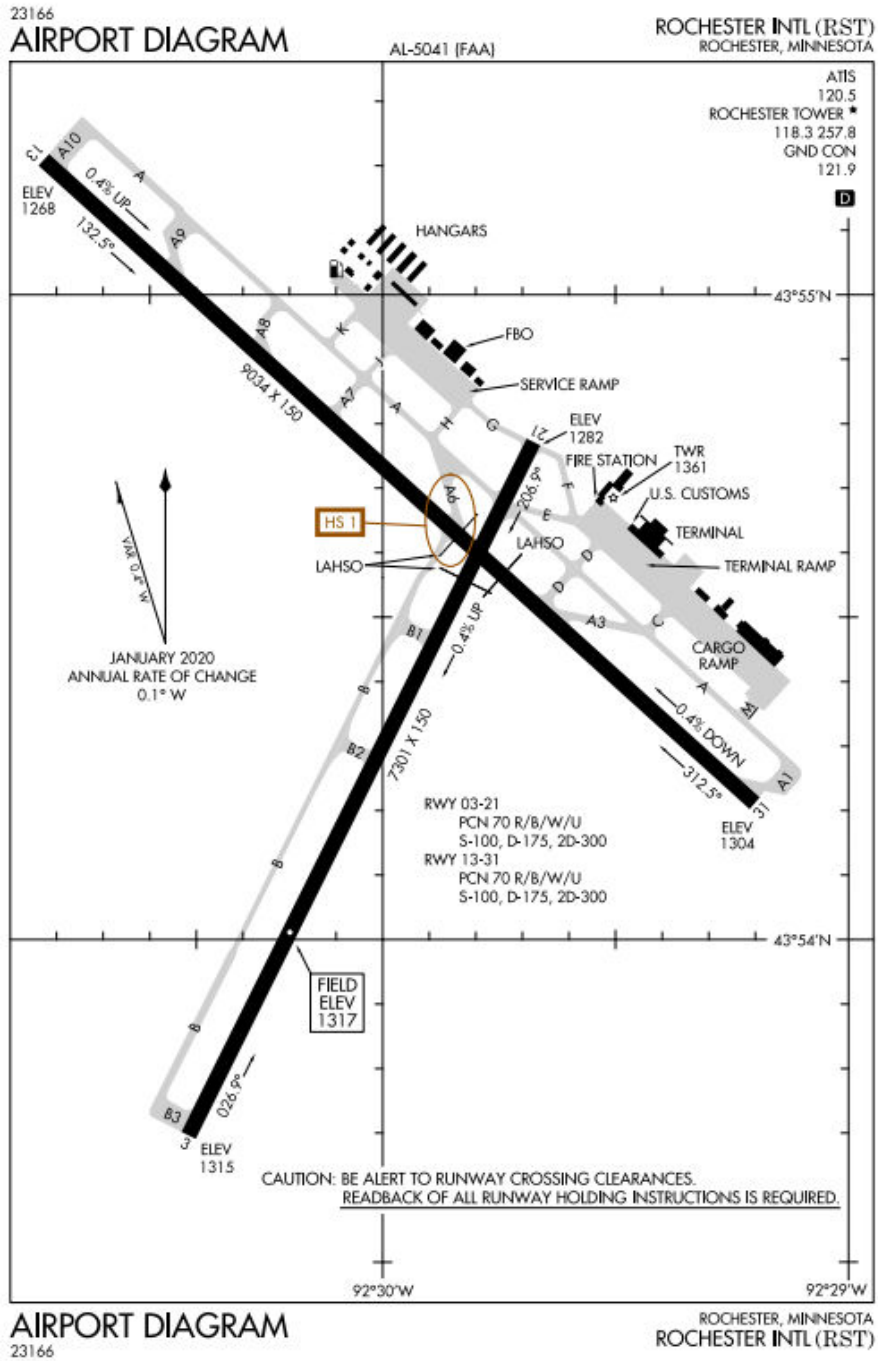 23166
AIRPORT DIAGRAM
AL-5041 (FAA)
ROCHESTER INTL (RST)
ROCHESTER, MINNESOTA
ATIS
120.5
ROCHESTER TOWER *
118.3 257.8
GND CON
121.9
D
13
A10
A
ELEV
1268
0.4% UP
132.5°
A9
HANGARS
43°55'N
A8
K
J
FBO
9034 X 150
A7
A
H
G
SERVICE RAMP
21
ELEV
1282
FIRE STATION
TWR
1361
U.S. CUSTOMS
TERMINAL
TERMINAL RAMP
A6
206.9°
F
E
HS 1
LAHSO
LAHSO
D
D
A3
C
VAR 0.4° W
JANUARY 2020
ANNUAL RATE OF CHANGE
0.1° W
B1
0.4% UP
CARGO
RAMP
B
A
M
B2
7301 X 150
0.4% DOWN
312.5°
A1
31
ELEV
1304
RWY 03-21
PCN 70 R/B/W/U
S-100, D-175, 2D-300
RWY 13-31
PCN 70 R/B/W/U
S-100, D-175, 2D-300
B
43°54'N
FIELD
ELEV
1317
B
026.9°
B3
3
ELEV
1315
CAUTION: BE ALERT TO RUNWAY CROSSING CLEARANCES.
READBACK OF ALL RUNWAY HOLDING INSTRUCTIONS IS REQUIRED.
92°30'W
92°29'W
AIRPORT DIAGRAM
23166
ROCHESTER, MINNESOTA
ROCHESTER INTL (RST)